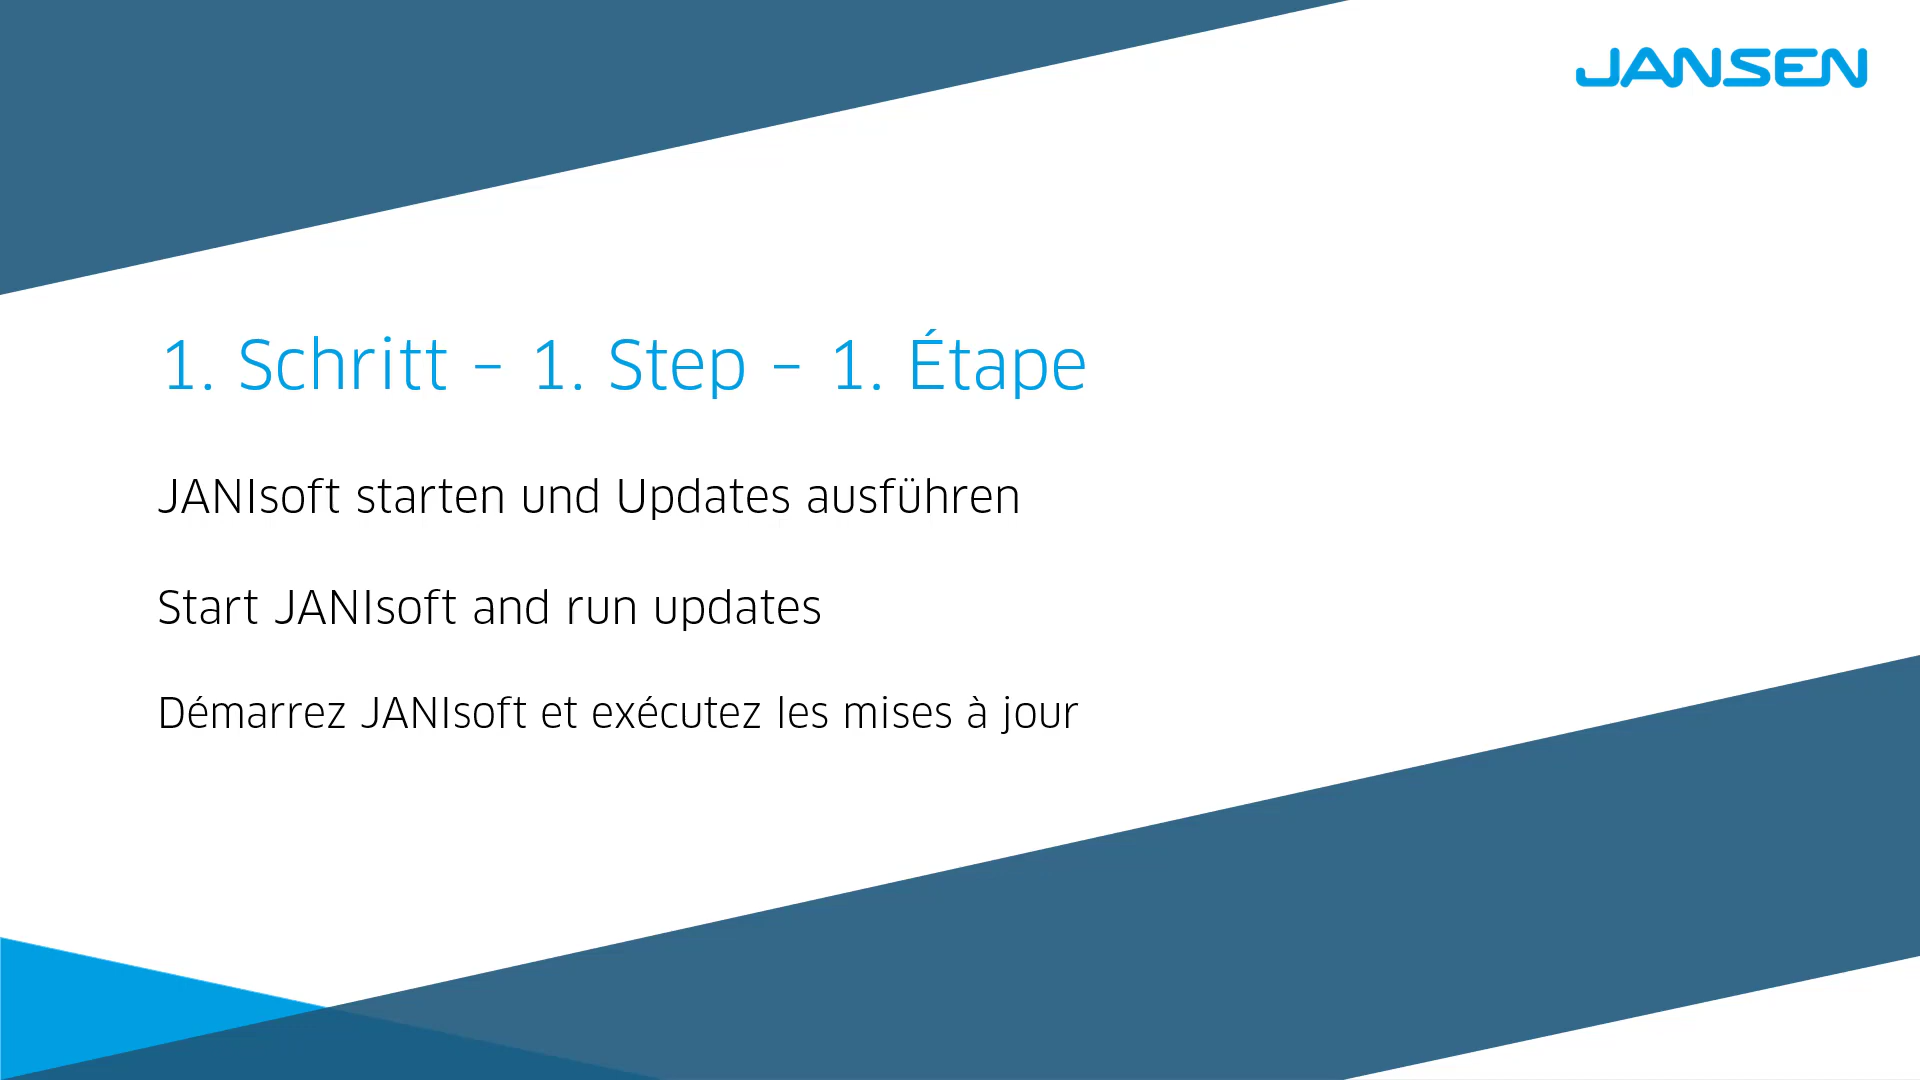 JANSEN
1. Schritt – 1. Step – 1. Étape
JANIsoft starten und Updates ausführen
Start JANIsoft and run updates
Démarrez JANIsoft et exécutez les mises à jour